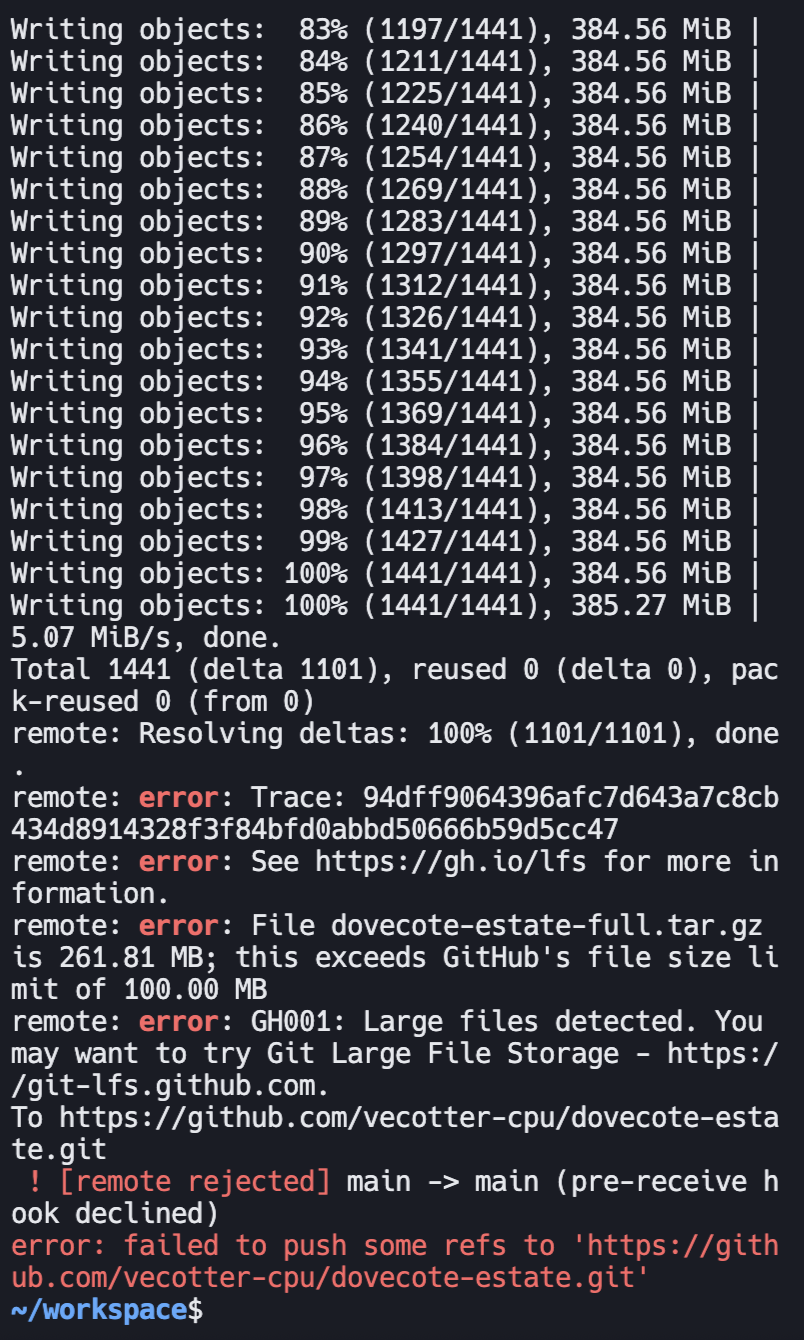 Writing objects:  83% (1197/1441), 384.56 MiB |
Writing objects:  84% (1211/1441), 384.56 MiB |
Writing objects:  85% (1225/1441), 384.56 MiB |
Writing objects:  86% (1240/1441), 384.56 MiB |
Writing objects:  87% (1254/1441), 384.56 MiB |
Writing objects:  88% (1269/1441), 384.56 MiB |
Writing objects:  89% (1283/1441), 384.56 MiB |
Writing objects:  90% (1297/1441), 384.56 MiB |
Writing objects:  91% (1312/1441), 384.56 MiB |
Writing objects:  92% (1326/1441), 384.56 MiB |
Writing objects:  93% (1341/1441), 384.56 MiB |
Writing objects:  94% (1355/1441), 384.56 MiB |
Writing objects:  95% (1369/1441), 384.56 MiB |
Writing objects:  96% (1384/1441), 384.56 MiB |
Writing objects:  97% (1398/1441), 384.56 MiB |
Writing objects:  98% (1413/1441), 384.56 MiB |
Writing objects:  99% (1427/1441), 384.56 MiB |
Writing objects: 100% (1441/1441), 384.56 MiB |
Writing objects: 100% (1441/1441), 385.27 MiB |
5.07 MiB/s, done.
Total 1441 (delta 1101), reused 0 (delta 0), pac
k-reused 0 (from 0)
remote: Resolving deltas: 100% (1101/1101), done
.
remote: error: Trace: 94dff9064396afc7d643a7c8cb
434d8914328f3f84bfd0abbd50666b59d5cc47
remote: error: See https://gh.io/lfs for more in
formation.
remote: error: File dovecote-estate-full.tar.gz
is 261.81 MB; this exceeds GitHub's file size li
mit of 100.00 MB
remote: error: GH001: Large files detected. You
may want to try Git Large File Storage - https:/
/git-lfs.github.com.
To https://github.com/vecotter-cpu/dovecote-esta
te.git
 ! [remote rejected] main -> main (pre-receive h
ook declined)
error: failed to push some refs to 'https://gith
ub.com/vecotter-cpu/dovecote-estate.git'
~/workspace$